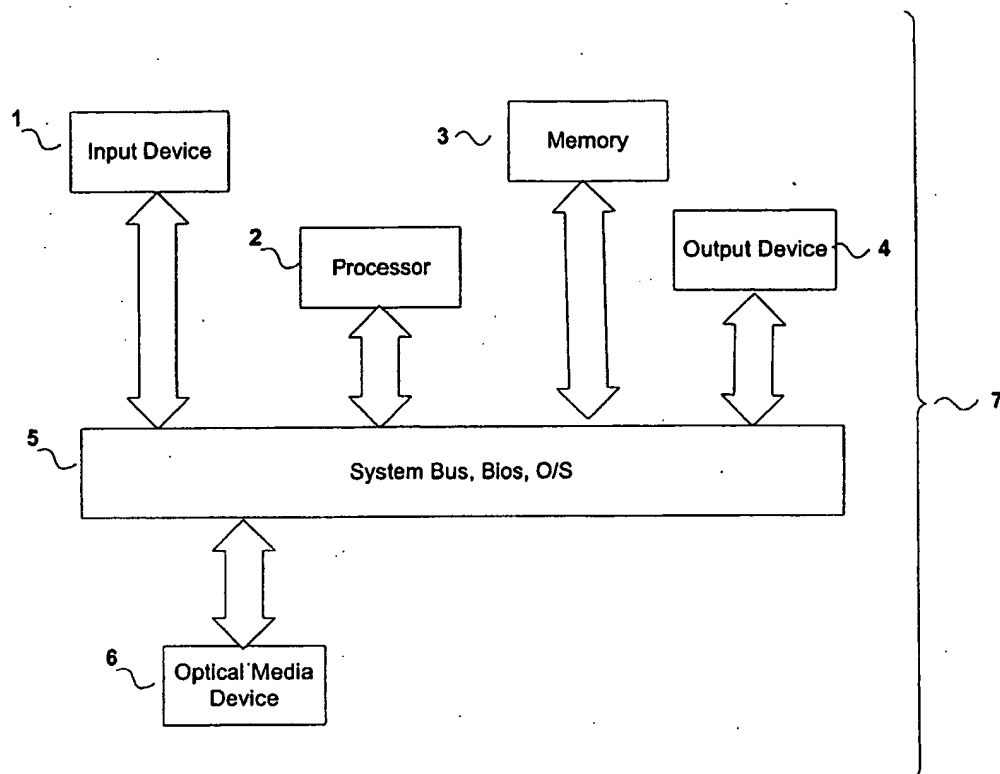 1
Input Device
3
Memory
2
Processor
Output Device
4
7
5
System Bus, Bios, O/S
6
Optical Media
Device